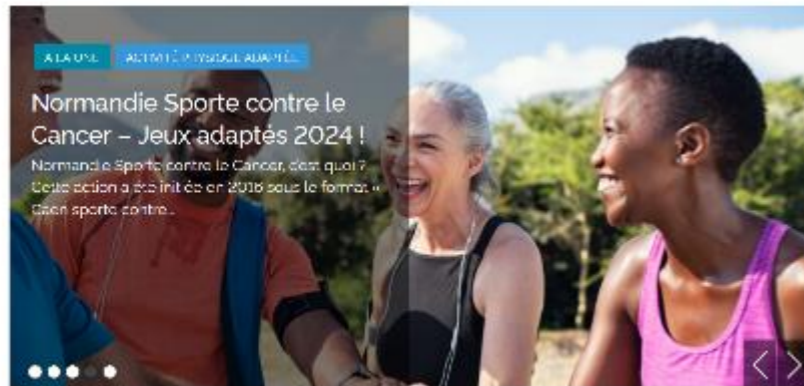 A LA UNE
ACTIVITÉ PHYSIQUE ADAPTÉE
Normandie Sporte contre le
Cancer – Jeux adaptés 2024 !
Normandie Sporte contre le Cancer, c'est quoi ?
Cette action a été initiée en 2016 sous le format «
Caen sporte contre...